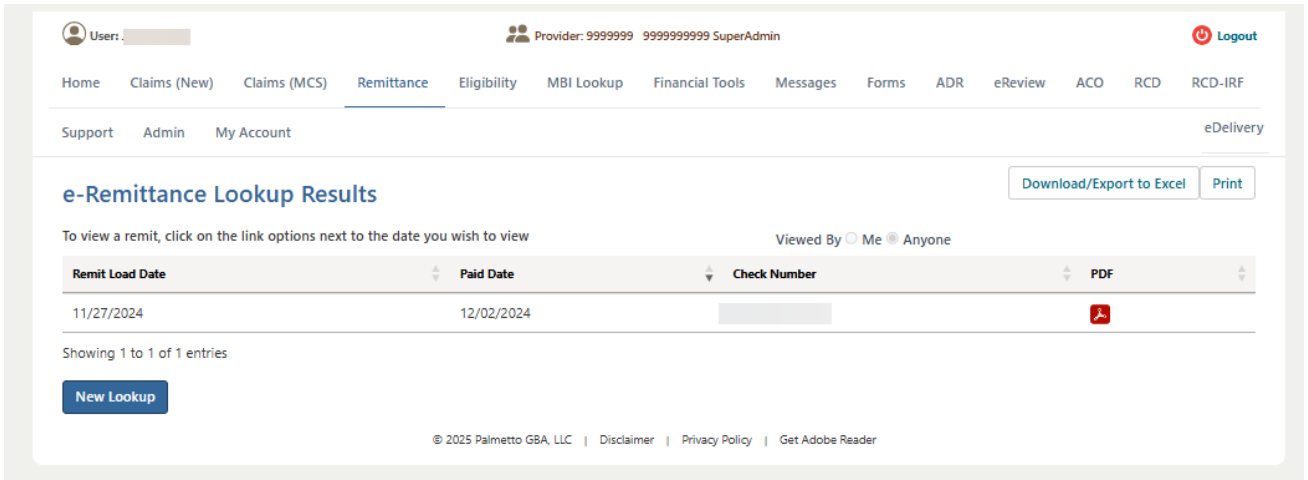 User: .
Provider: 9999999 9999999999 SuperAdmin
Logout
Home Claims (New) Claims (MCS) Remittance Eligibility MBI Lookup Financial Tools Messages Forms ADR eReview ACO RCD RCD-IRF
Support Admin My Account eDelivery
e-Remittance Lookup Results
Download/Export to Excel Print
To view a remit, click on the link options next to the date you wish to view
Viewed By Me Anyone
Remit Load Date Paid Date Check Number PDF
11/27/2024 12/02/2024
Showing 1 to 1 of 1 entries
New Lookup
© 2025 Palmetto GBA, LLC | Disclaimer | Privacy Policy | Get Adobe Reader